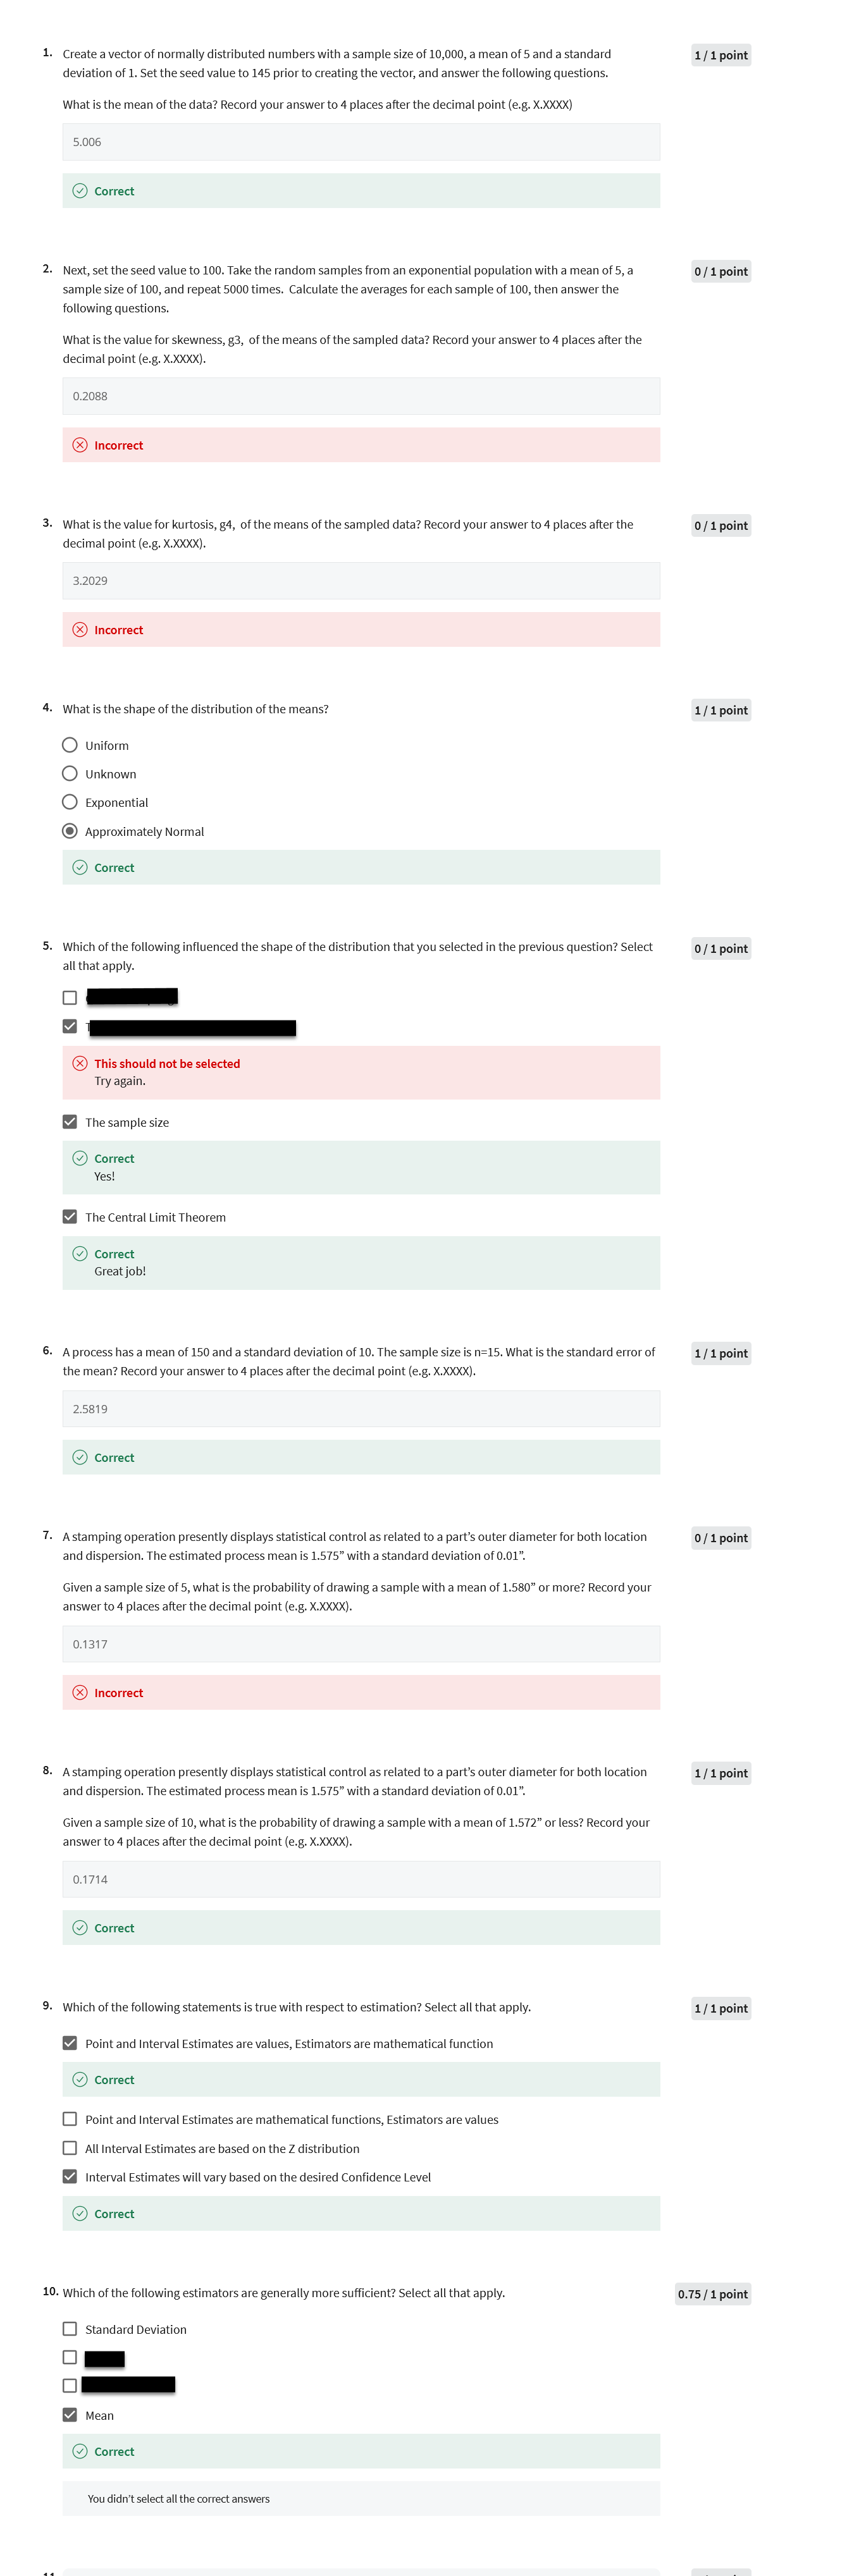 1.
Create a vector of normally distributed numbers with a sample size of 10,000, a mean of 5 and a standard
deviation of 1. Set the seed value to 145 prior to creating the vector, and answer the following questions.
1 / 1 point
What is the mean of the data? Record your answer to 4 places after the decimal point (e.g. X.XXXX)
5.006
Correct
2.
Next, set the seed value to 100. Take the random samples from an exponential population with a mean of 5, a
sample size of 100, and repeat 5000 times.  Calculate the averages for each sample of 100, then answer the
following questions.
0 / 1 point
What is the value for skewness, g3,  of the means of the sampled data? Record your answer to 4 places after the
decimal point (e.g. X.XXXX).
0.2088
Incorrect
3.
What is the value for kurtosis, g4,  of the means of the sampled data? Record your answer to 4 places after the
decimal point (e.g. X.XXXX).
0 / 1 point
3.2029
Incorrect
4.
What is the shape of the distribution of the means?
1 / 1 point
Uniform
Unknown
Exponential
Approximately Normal
Correct
5.
Which of the following influenced the shape of the distribution that you selected in the previous question? Select
all that apply.
0 / 1 point
This should not be selected
Try again.
The sample size
Correct
Yes!
The Central Limit Theorem
Correct
Great job!
6.
A process has a mean of 150 and a standard deviation of 10. The sample size is n=15. What is the standard error of
the mean? Record your answer to 4 places after the decimal point (e.g. X.XXXX).
1 / 1 point
2.5819
Correct
7.
A stamping operation presently displays statistical control as related to a part’s outer diameter for both location
and dispersion. The estimated process mean is 1.575” with a standard deviation of 0.01”.
0 / 1 point
Given a sample size of 5, what is the probability of drawing a sample with a mean of 1.580” or more? Record your
answer to 4 places after the decimal point (e.g. X.XXXX).
0.1317
Incorrect
8.
A stamping operation presently displays statistical control as related to a part’s outer diameter for both location
and dispersion. The estimated process mean is 1.575” with a standard deviation of 0.01”.
1 / 1 point
Given a sample size of 10, what is the probability of drawing a sample with a mean of 1.572” or less? Record your
answer to 4 places after the decimal point (e.g. X.XXXX).
0.1714
Correct
9.
Which of the following statements is true with respect to estimation? Select all that apply.
1 / 1 point
Point and Interval Estimates are values, Estimators are mathematical function
Correct
Point and Interval Estimates are mathematical functions, Estimators are values
All Interval Estimates are based on the Z distribution
Interval Estimates will vary based on the desired Confidence Level
Correct
10.
Which of the following estimators are generally more sufficient? Select all that apply.
0.75 / 1 point
Standard Deviation
Mean
Correct
You didn’t select all the correct answers